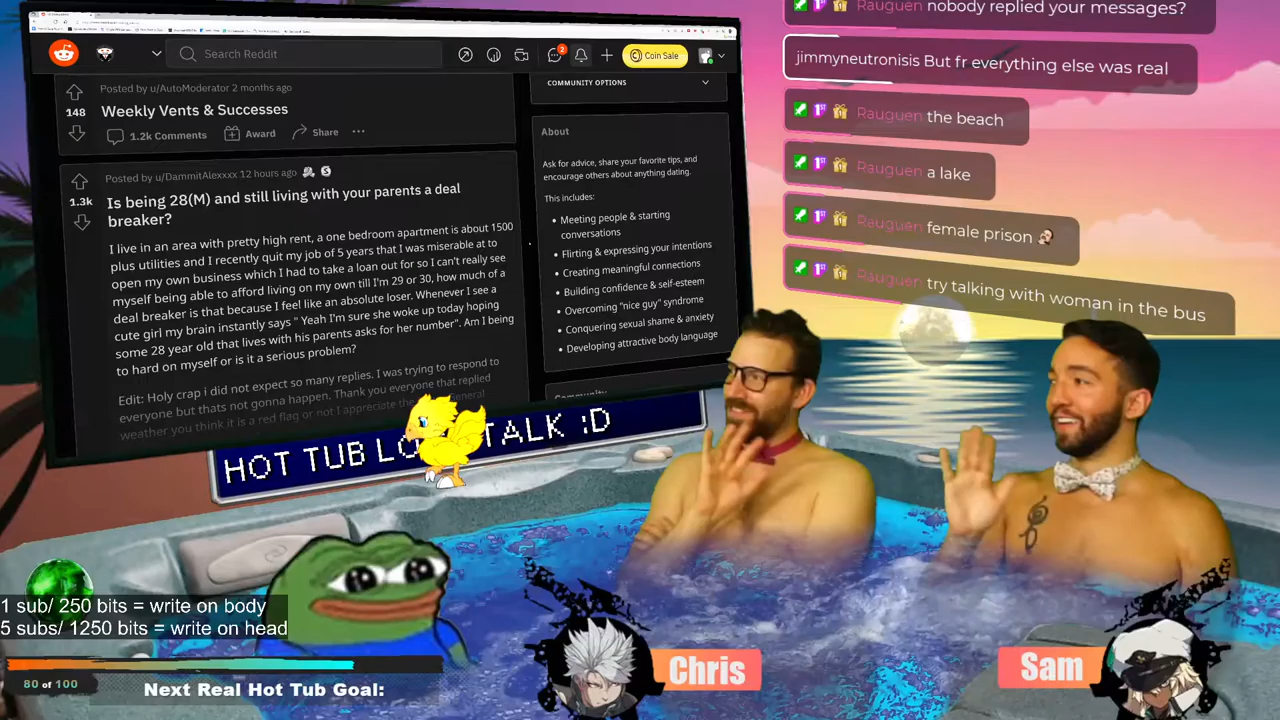 Search Reddit
2
Coin Sale
Posted by u/AutoModerator 2 months ago
148
Weekly Vents & Successes
1.2k Comments
Award
Share
Posted by u/DammitAlexxxx 12 hours ago
1.3k
Is being 28(M) and still living with your parents a deal
breaker?
I live in an area with pretty high rent, a one bedroom apartment is about 1500
plus utilities and I recently quit my job of 5 years that I was miserable at to
open my own business which I had to take a loan out for so I can't really see
myself being able to afford living on my own till I'm 29 or 30, how much of a
deal breaker is that because I feel like an absolute loser. Whenever I see a
cute girl my brain instantly says " Yeah I'm sure she woke up today hoping
some 28 year old that lives with his parents asks for her number". Am I being
to hard on myself or is it a serious problem?
Edit: Holy crap i did not expect so many replies. I was trying to respond to
everyone but thats not gonna happen. Thank you everyone that replied
weather you think it is a red flag or not I appreciate the
General
COMMUNITY OPTIONS
About
Ask for advice, share your favorite tips, and
encourage others about anything dating.
This includes:
• Meeting people & starting
conversations
• Flirting & expressing your intentions
• Creating meaningful connections
• Building confidence & self-esteem
• Overcoming "nice guy" syndrome
• Conquering sexual shame & anxiety
• Developing attractive body language
Rauguen nobody replied your messages?
jimmyneutronisis But fr everything else was real
Rauguen the beach
Rauguen a lake
Rauguen female prison
Rauguen try talking with woman in the bus
HOT TUB LO TALK :D
1 sub/ 250 bits = write on body
5 subs/ 1250 bits = write on head
80 of 100
Next Real Hot Tub Goal:
Chris
Sam